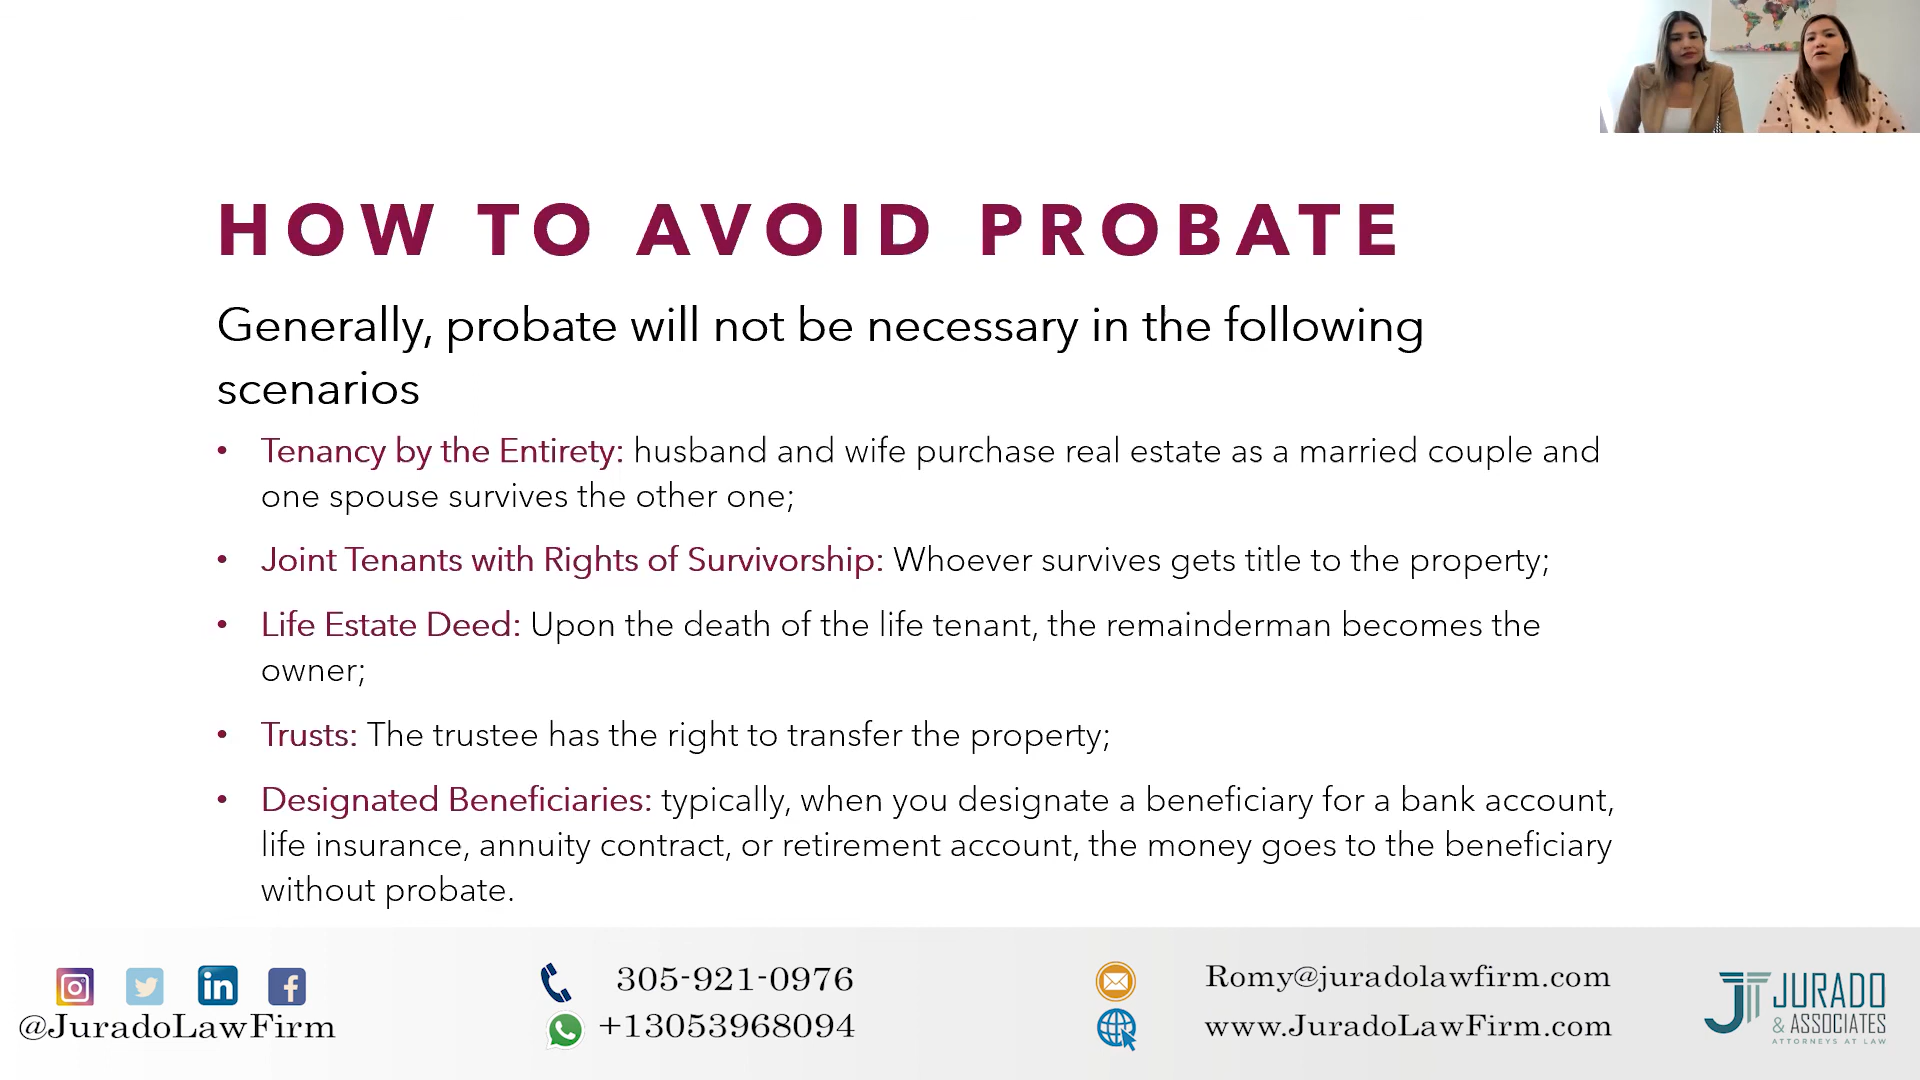 HOW TO AVOID PROBATE
Generally, probate will not be necessary in the following
scenarios
• Tenancy by the Entirety: husband and wife purchase real estate as a married couple and
one spouse survives the other one;
• Joint Tenants with Rights of Survivorship: Whoever survives gets title to the property;
• Life Estate Deed: Upon the death of the life tenant, the remainderman becomes the
owner;
• Trusts: The trustee has the right to transfer the property;
• Designated Beneficiaries: typically, when you designate a beneficiary for a bank account,
life insurance, annuity contract, or retirement account, the money goes to the beneficiary
without probate.
@JuradoLawFirm
305-921-0976
+13053968094
Romy@juradolawfirm.com
www.JuradoLawFirm.com
JURADO
& ASSOCIATES
ATTORNEYS AT LAW